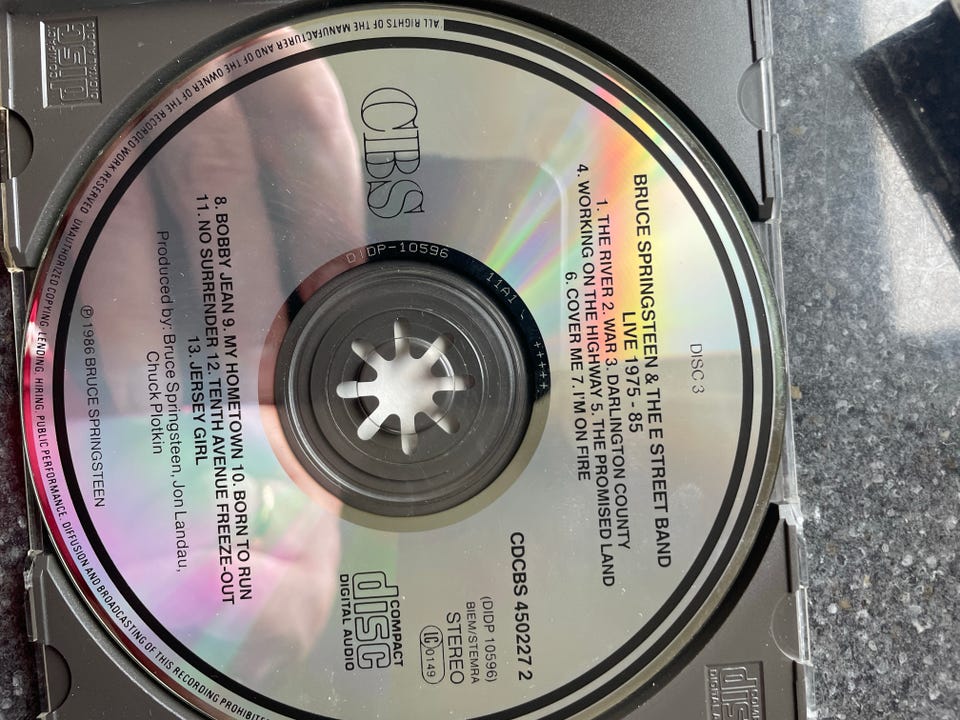 DISC 3
BRUCE SPRINGSTEEN & THE E STREET BAND
LIVE 1975 - 85
1. THE RIVER 2. WAR 3. DARLINGTON COUNTY
4. WORKING ON THE HIGHWAY 5. THE PROMISED LAND
6. COVER ME 7. I'M ON FIRE
CBS
CDCBS 450227 2
(DIDP 10596)
BIEM/STEMRA
STEREO
LC 0149
COMPACT
disc
DIGITAL AUDIO
DIDP-10596 11A1 +++++
8. BOBBY JEAN 9. MY HOMETOWN 10. BORN TO RUN
11. NO SURRENDER 12. TENTH AVENUE FREEZE-OUT
13. JERSEY GIRL
Produced by: Bruce Springsteen, Jon Landau,
Chuck Plotkin
℗ 1986 BRUCE SPRINGSTEEN
ALL RIGHTS OF THE MANUFACTURER AND OF THE OWNER OF THE RECORDED WORK RESERVED UNAUTHORIZED COPYING, LENDING, HIRING, PUBLIC PERFORMANCE, DIFFUSION AND BROADCASTING OF THIS RECORDING PROHIBITE
disc
DIGITAL AUDIO
disc